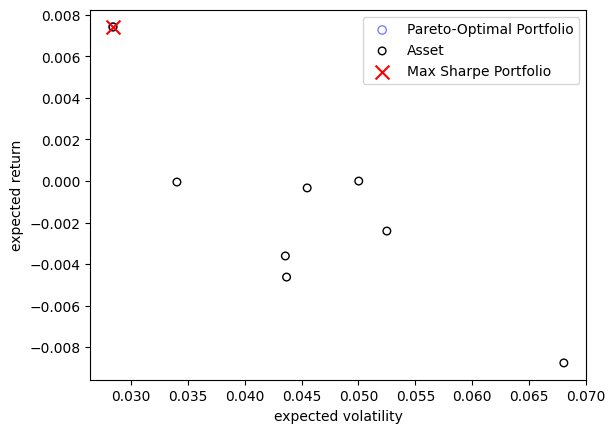 0.008
0.006
0.004
0.002
0.000
−0.002
−0.004
−0.006
−0.008
expected return
Pareto-Optimal Portfolio
Asset
Max Sharpe Portfolio
0.030 0.035 0.040 0.045 0.050 0.055 0.060 0.065 0.070
expected volatility